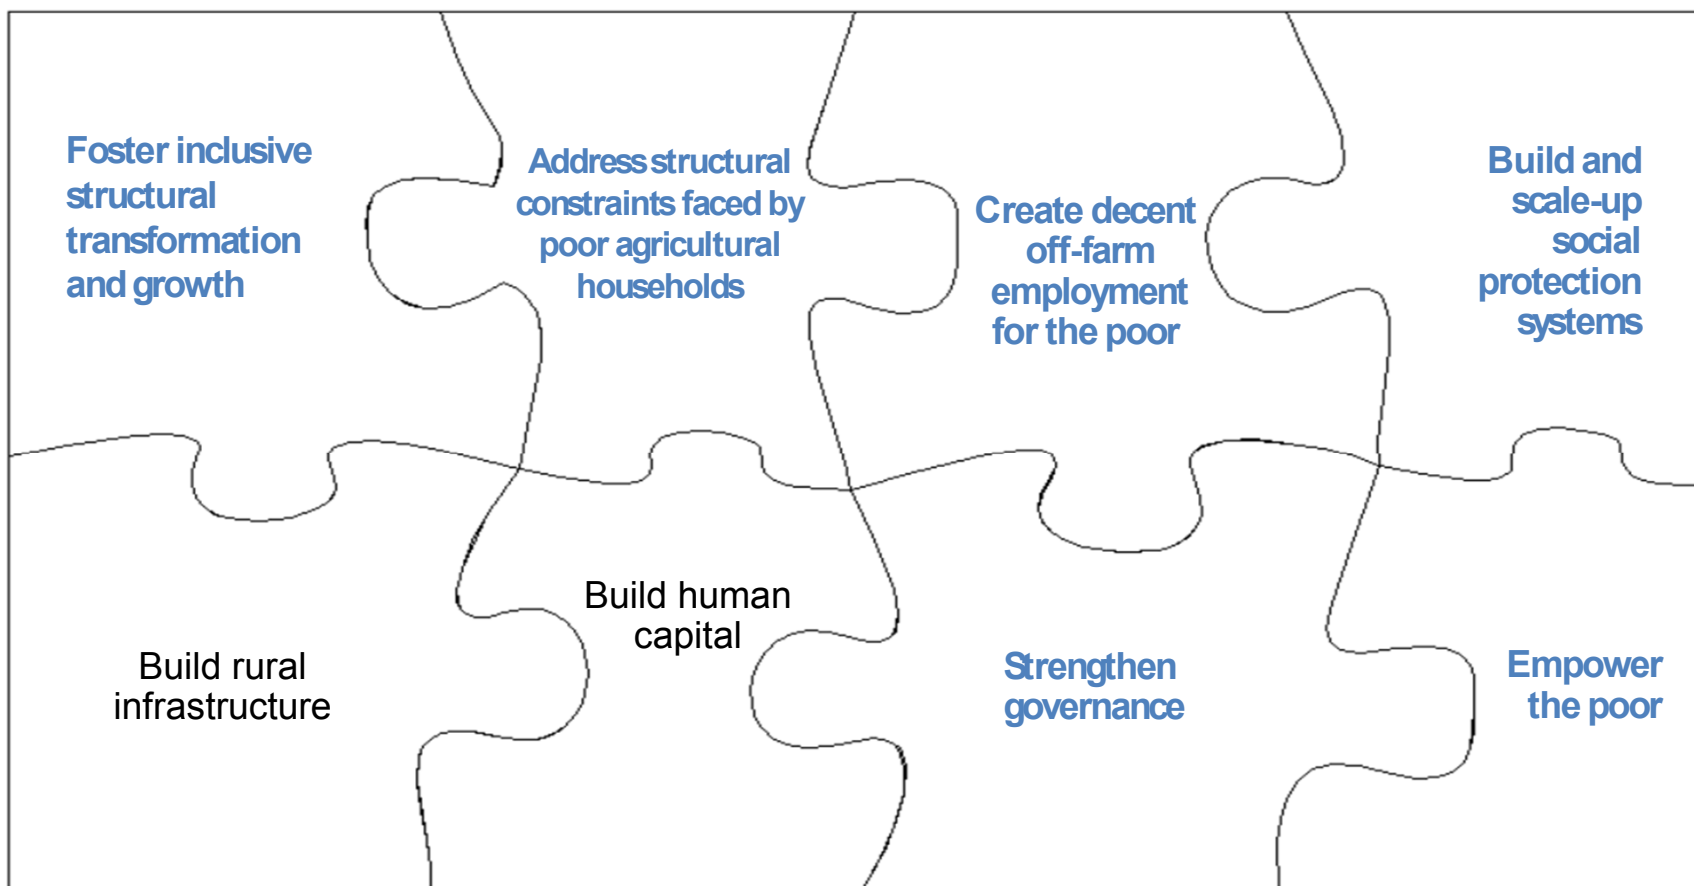 Foster inclusive
structural
transformation
and growth
Address structural
constraints faced by
poor agricultural
households
Create decent
off-farm
employment
for the poor
Build and
scale-up
social
protection
systems
Build rural
infrastructure
Build human
capital
Strengthen
governance
Empower
the poor